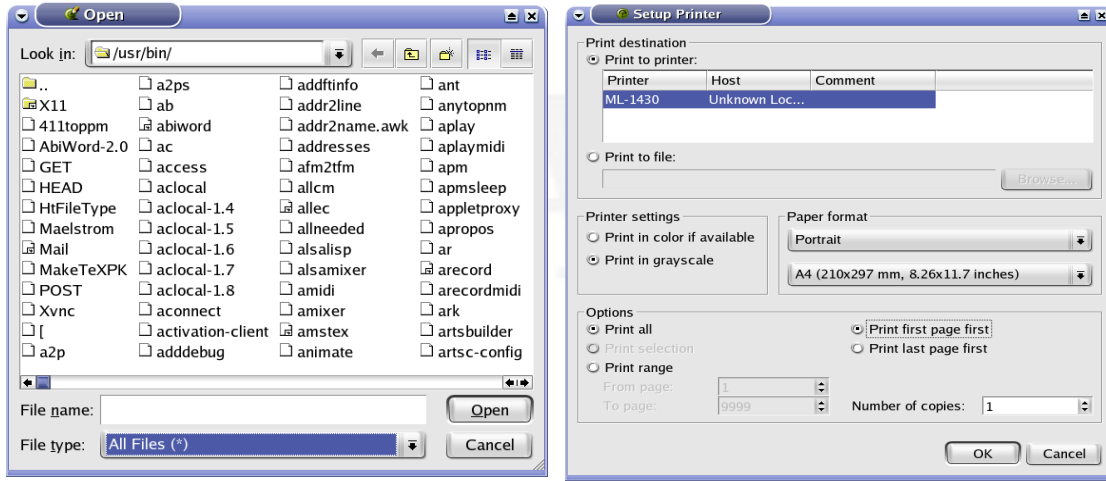 Open
Look in: /usr/bin/
.. a2ps addftinfo ant
X11 ab addr2line anytopnm
411toppm abiword addr2name.awk aplay
AbiWord-2.0 ac addresses aplaymidi
GET access afm2tfm apm
HEAD aclocal allcm apmsleep
HtFileType aclocal-1.4 allec appletproxy
Maelstrom aclocal-1.5 allneeded apropos
Mail aclocal-1.6 alsalisp ar
MakeTeXPK aclocal-1.7 alsamixer arecord
POST aclocal-1.8 amidi arecordmidi
Xvnc aconnect amixer ark
[ activation-client amstex artsbuilder
a2p adddebug animate artsc-config
File name: Open
File type: All Files (*) Cancel
Setup Printer
Print destination
Print to printer:
Printer Host Comment
ML-1430 Unknown Loc...
Print to file:
Browse...
Printer settings
Print in color if available
Print in grayscale
Paper format
Portrait
A4 (210x297 mm, 8.26x11.7 inches)
Options
Print all
Print selection
Print range
From page: 1
To page: 9999
Print first page first
Print last page first
Number of copies: 1
OK Cancel